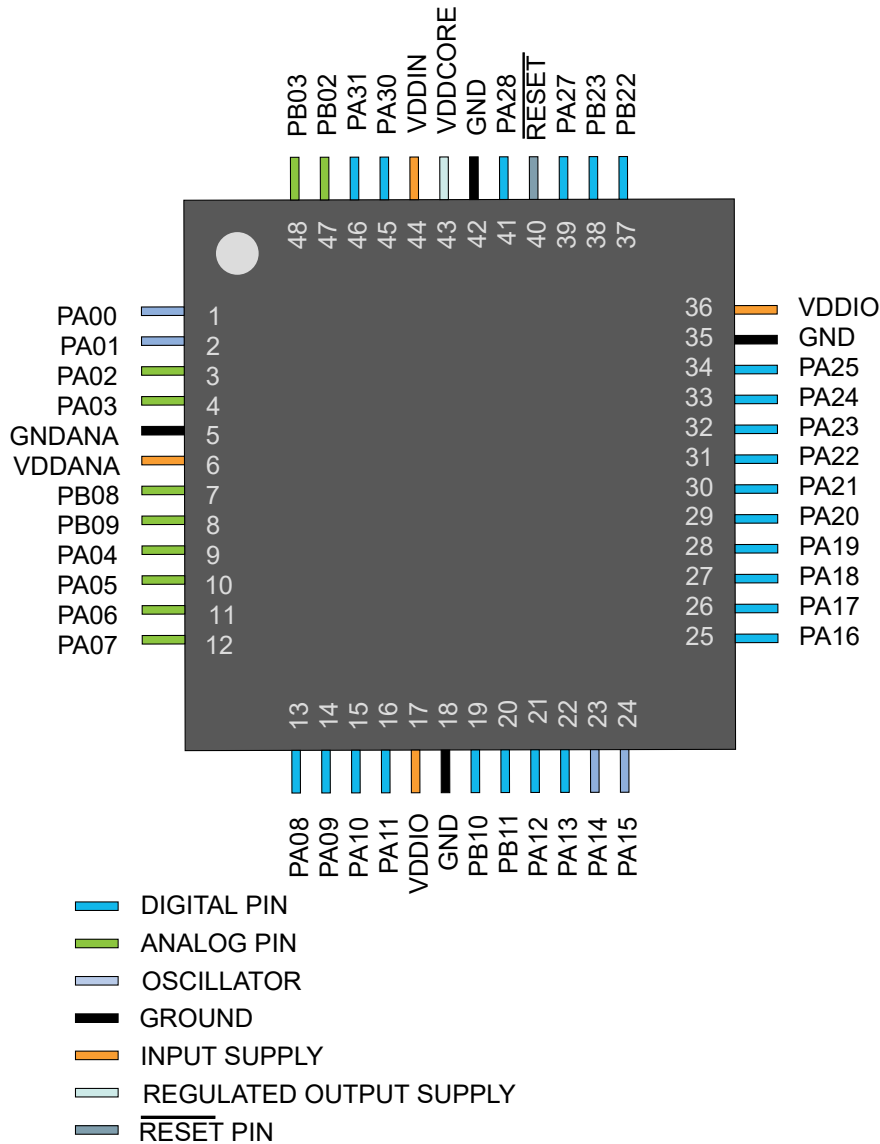 PB03
PB02
PA31
PA30
VDDIN
VDDCORE
GND
PA28
RESET
PA27
PB23
PB22
48
47
46
45
44
43
42
41
40
39
38
37
PA00 1
PA01 2
PA02 3
PA03 4
GNDANA 5
VDDANA 6
PB08 7
PB09 8
PA04 9
PA05 10
PA06 11
PA07 12
36 VDDIO
35 GND
34 PA25
33 PA24
32 PA23
31 PA22
30 PA21
29 PA20
28 PA19
27 PA18
26 PA17
25 PA16
13
14
15
16
17
18
19
20
21
22
23
24
PA08
PA09
PA10
PA11
VDDIO
GND
PB10
PB11
PA12
PA13
PA14
PA15
DIGITAL PIN
ANALOG PIN
OSCILLATOR
GROUND
INPUT SUPPLY
REGULATED OUTPUT SUPPLY
RESET PIN